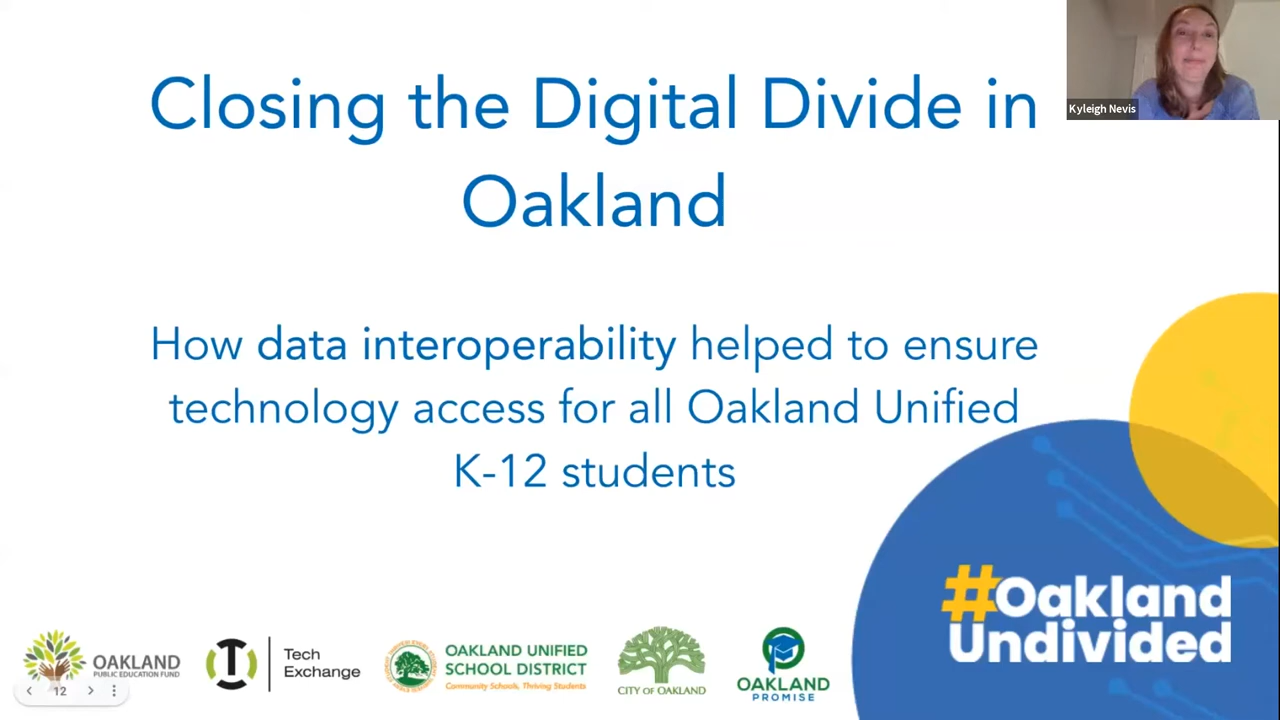 Closing the Digital Divide in
Oakland
Kyleigh Nevis
How data interoperability helped to ensure
technology access for all Oakland Unified
K-12 students
#Oakland
Undivided
OAKLAND
PUBLIC EDUCATION FUND
Tech
Exchange
OAKLAND UNIFIED
SCHOOL DISTRICT
Community Schools, Thriving Students
CITY OF OAKLAND
OAKLAND
PROMISE
12